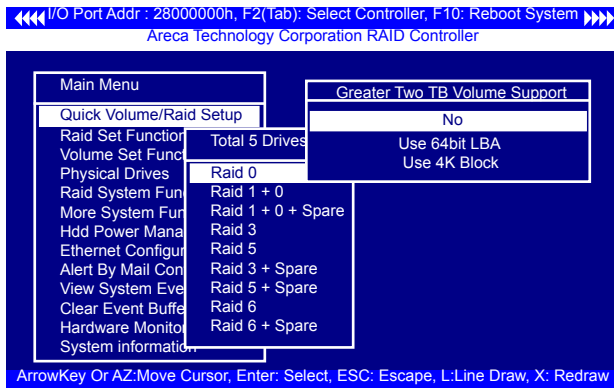 I/O Port Addr : 28000000h, F2(Tab): Select Controller, F10: Reboot System
Areca Technology Corporation RAID Controller
Main Menu
Quick Volume/Raid Setup
Raid Set Function
Volume Set Funct
Physical Drives
Raid System Fun
More System Fun
Hdd Power Mana
Ethernet Configur
Alert By Mail Con
View System Eve
Clear Event Buffe
Hardware Monitor
System information
Total 5 Drives
Raid 0
Raid 1 + 0
Raid 1 + 0 + Spare
Raid 3
Raid 5
Raid 3 + Spare
Raid 5 + Spare
Raid 6
Raid 6 + Spare
Greater Two TB Volume Support
No
Use 64bit LBA
Use 4K Block
ArrowKey Or AZ:Move Cursor, Enter: Select, ESC: Escape, L:Line Draw, X: Redraw